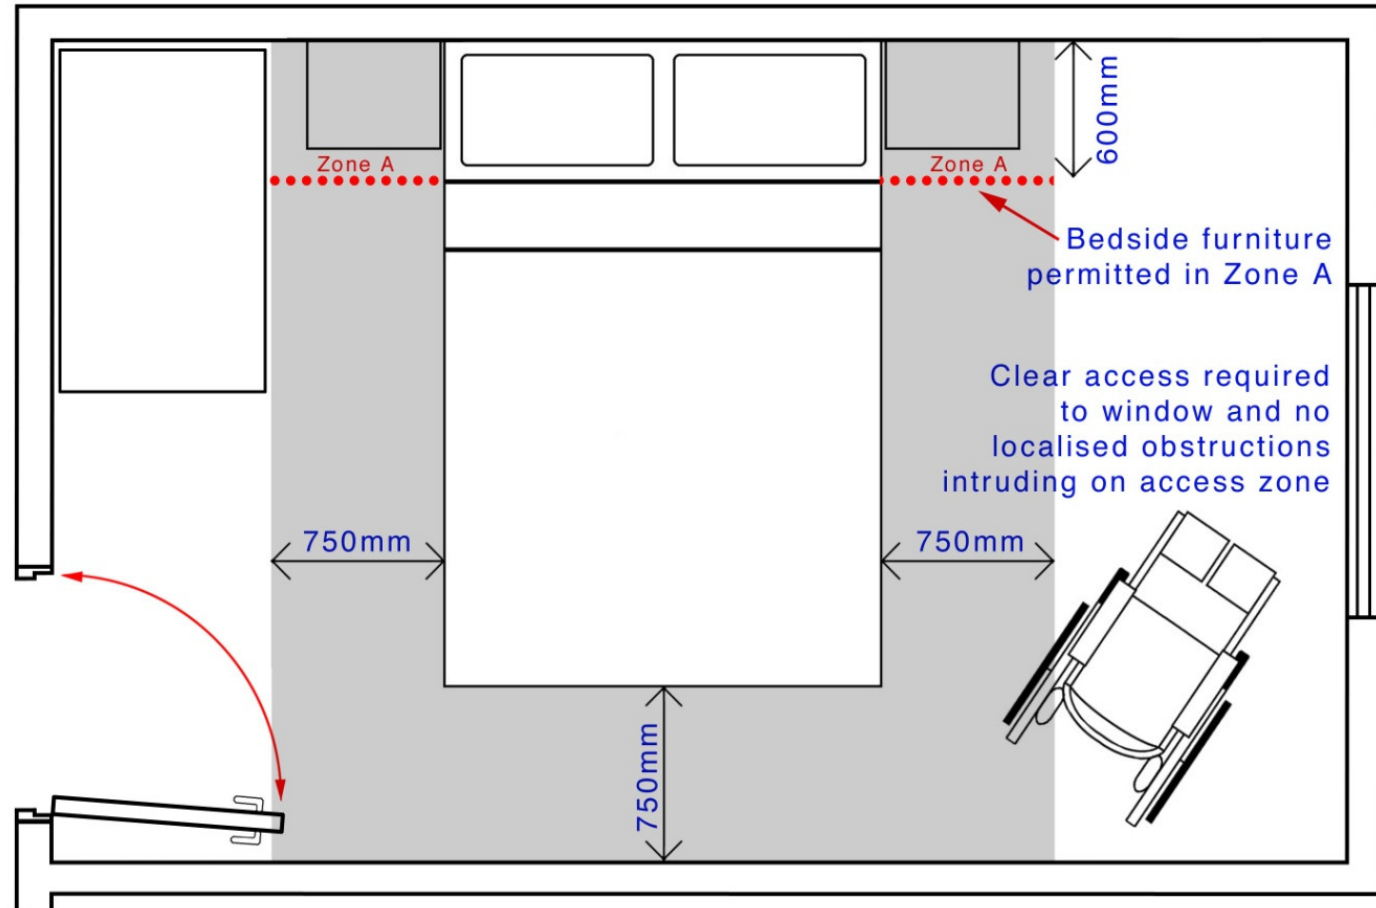 600mm
Zone A
Zone A
Bedside furniture
permitted in Zone A
Clear access required
to window and no
localised obstructions
intruding on access zone
750mm
750mm
750mm